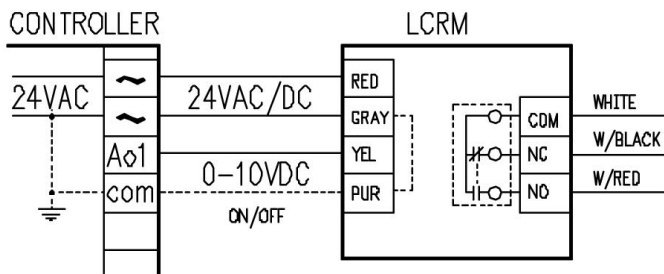 CONTROLLER
LCRM
24VAC
~
~
Ao1
com
24VAC/DC
0-10VDC
ON/OFF
RED
GRAY
YEL
PUR
COM
NC
NO
WHITE
W/BLACK
W/RED